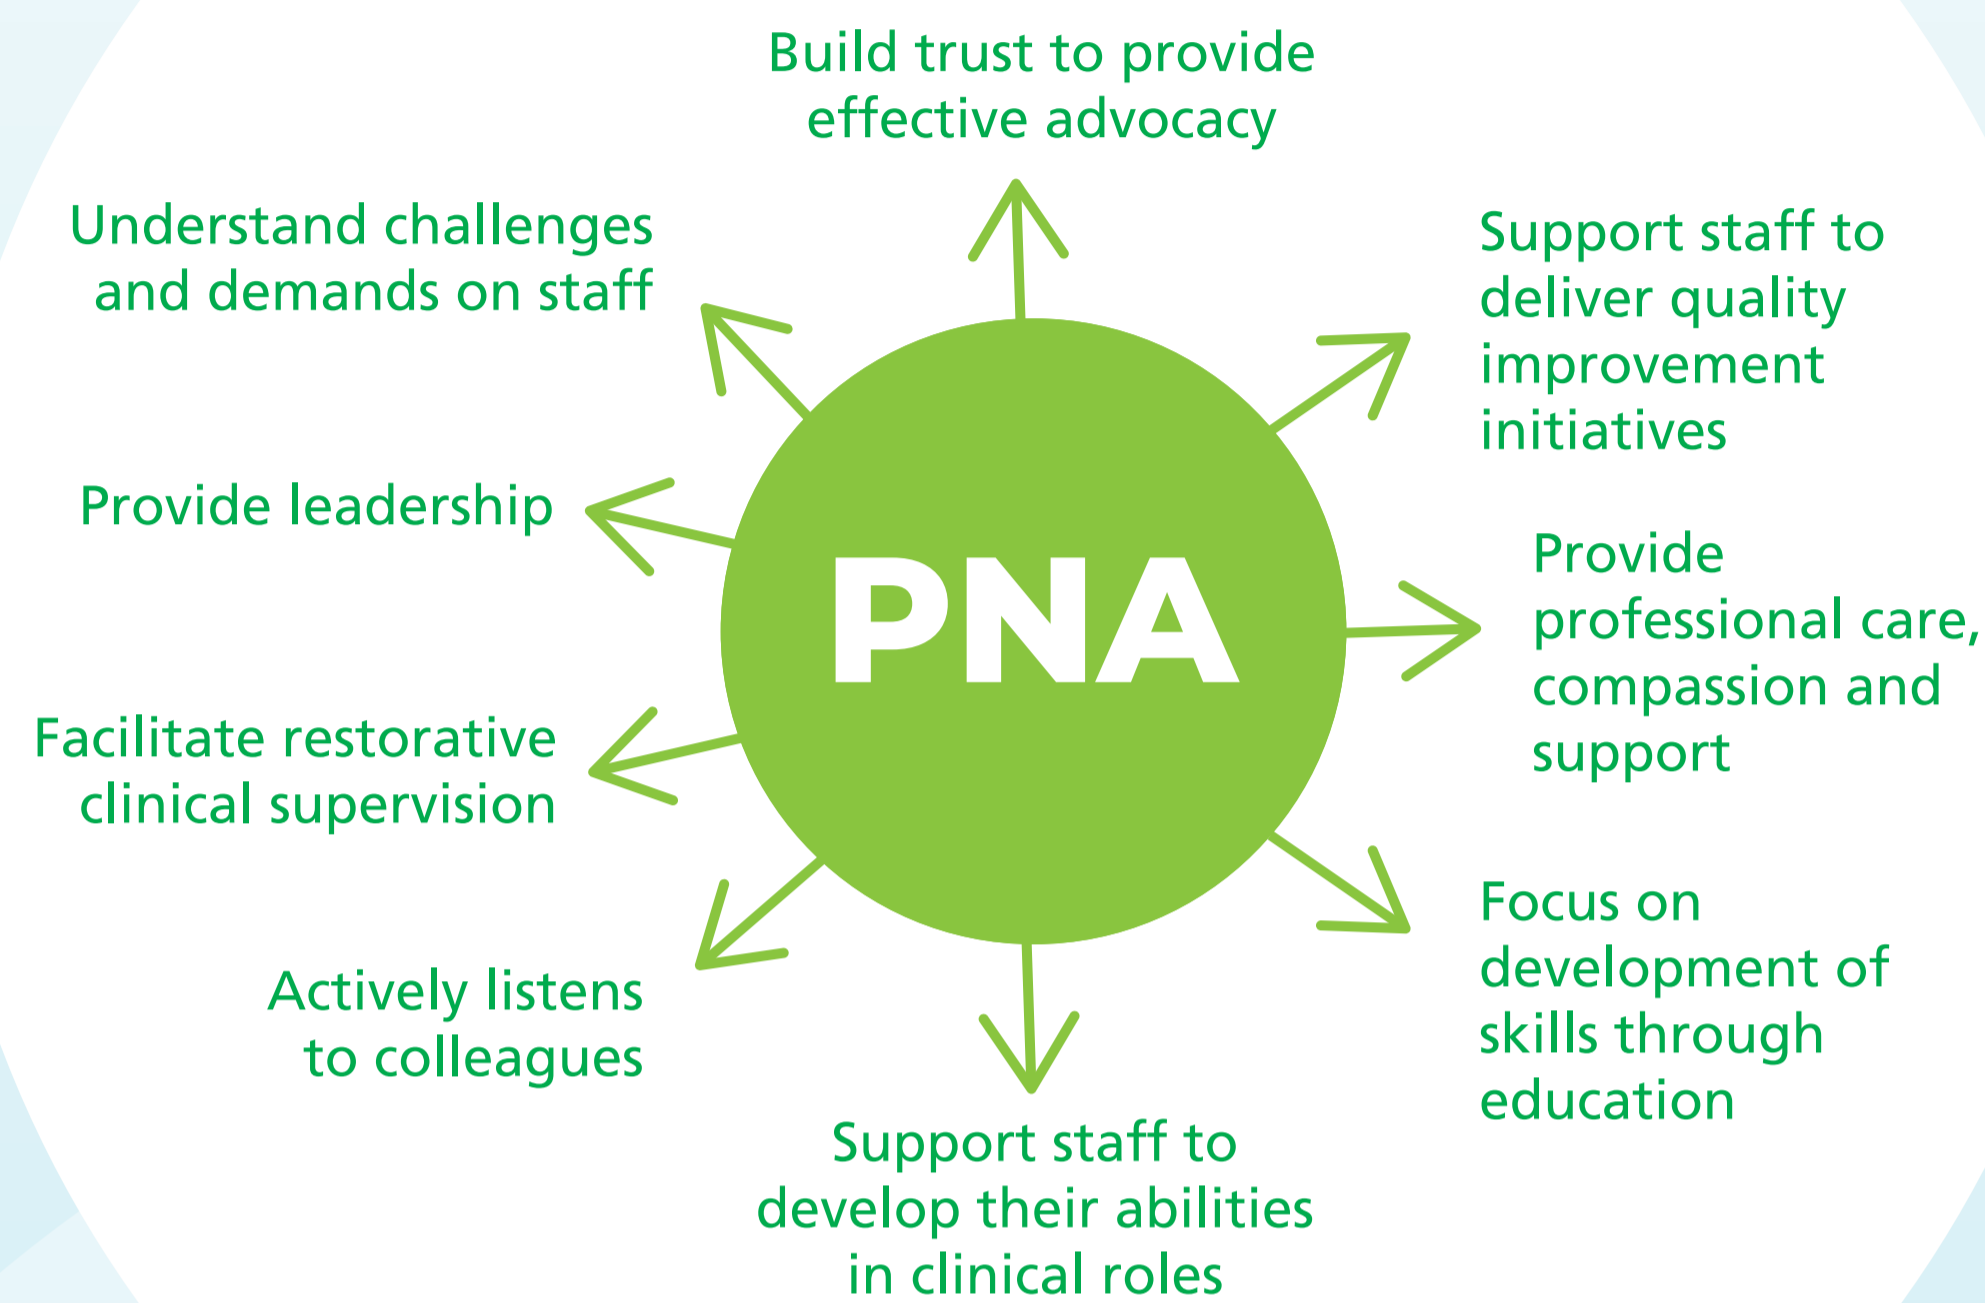 Build trust to provide
effective advocacy
Support staff to
deliver quality
improvement
initiatives
Provide
professional care,
compassion and
support
Focus on
development of
skills through
education
Support staff to
develop their abilities
in clinical roles
Actively listens
to colleagues
Facilitate restorative
clinical supervision
Provide leadership
Understand challenges
and demands on staff
PNA